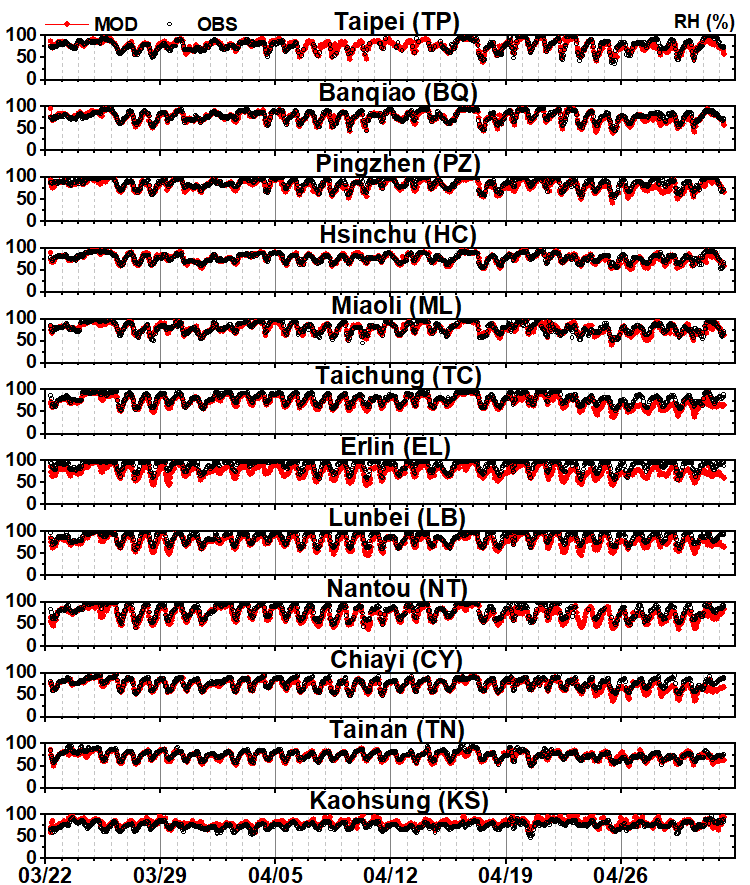 MOD OBS Taipei (TP) RH (%)
100
50
0
Banqiao (BQ)
100
50
0
Pingzhen (PZ)
100
50
0
Hsinchu (HC)
100
50
0
Miaoli (ML)
100
50
0
Taichung (TC)
100
50
0
Erlin (EL)
100
50
0
Lunbei (LB)
100
50
0
Nantou (NT)
100
50
0
Chiayi (CY)
100
50
0
Tainan (TN)
100
50
0
Kaohsung (KS)
100
50
0
03/22 03/29 04/05 04/12 04/19 04/26